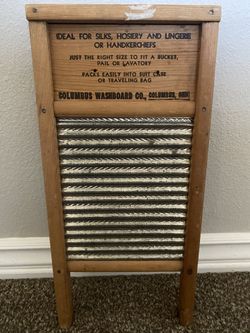 IDEAL FOR SILKS, HOSIERY AND LINGERIE
OR HANDKERCHIEFS
JUST THE RIGHT SIZE TO FIT A BUCKET,
PAIL OR LAVATORY
PACKS EASILY INTO SUIT CASE
OR TRAVELING BAG
COLUMBUS WASHBOARD CO., COLUMBUS, OHIO